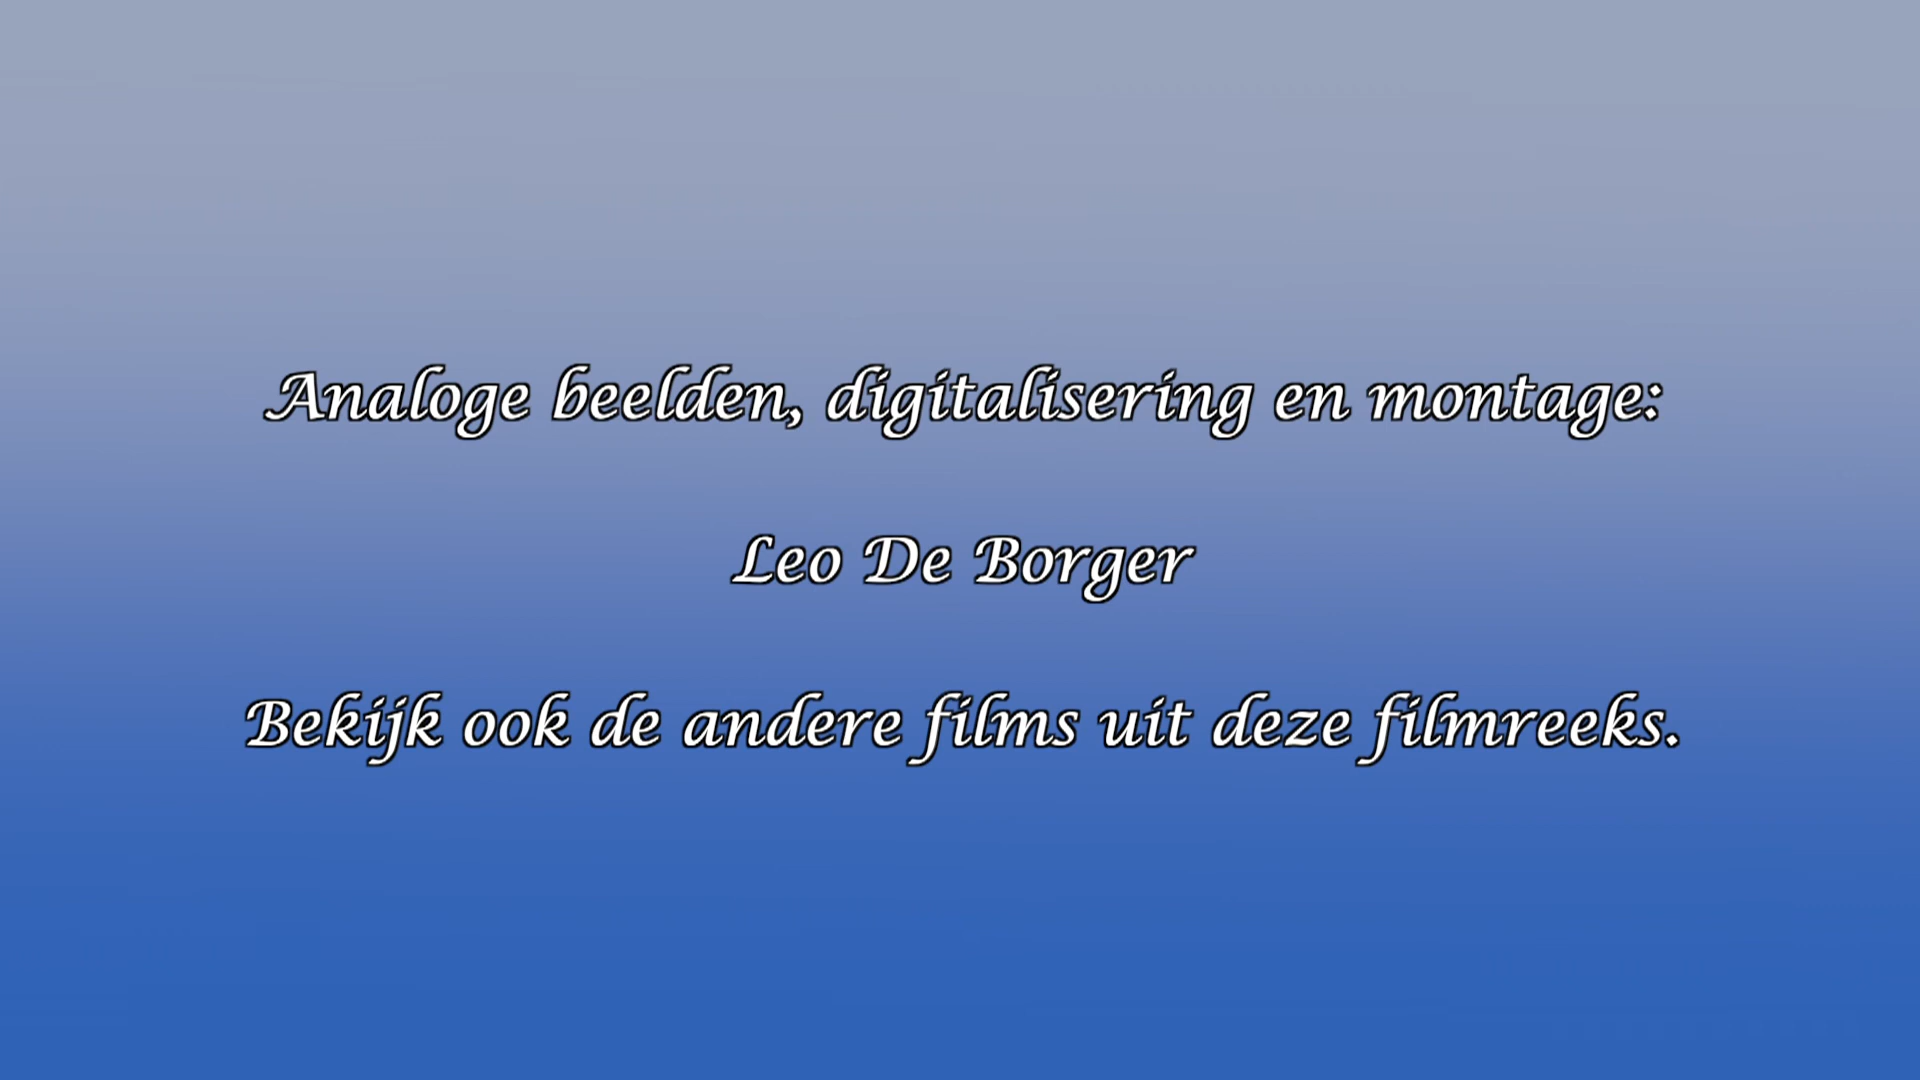 Analoge beelden, digitalisering en montage:
Leo De Borger
Bekijk ook de andere films uit deze filmreeks.